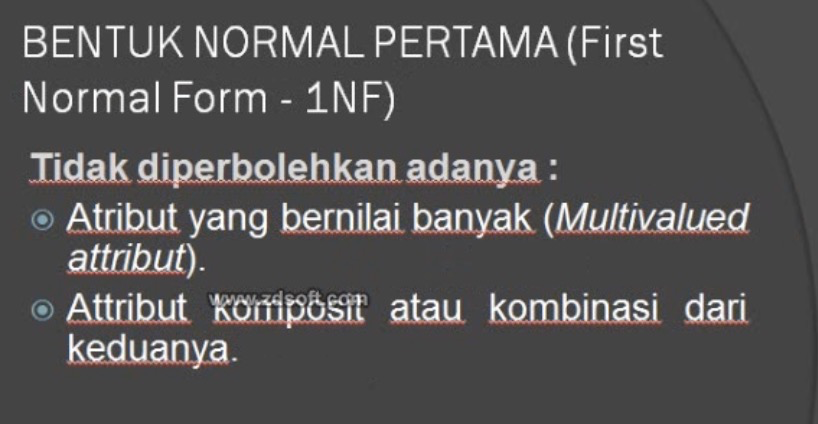 BENTUK NORMAL PERTAMA (First
Normal Form - 1NF)
Tidak diperbolehkan adanya :
Atribut yang bernilai banyak (Multivalued
attribut).
www.zdsoft.com
Attribut komposit atau kombinasi dari
keduanya.